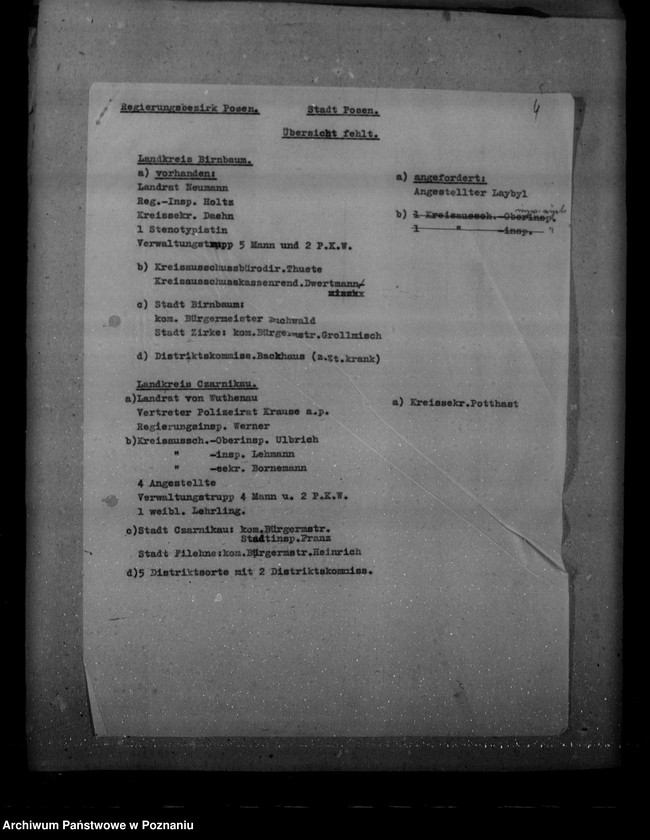 4
Regierungsbezirk Posen. Stadt Posen.
Übersicht fehlt.
Landkreis Birnbaum.
a) vorhanden:
Landrat Neumann
Reg.-Insp. Holtz
Kreissekr. Daehn
1 Stenotypistin
Verwaltungstrupp 5 Mann und 2 P.K.W.
a) angefordert:
Angestellter Laybyl
b) 1 Kreisaussch.-Oberinsp.
1 " -insp. "
b) Kreisausschussbürodir.Thuste
Kreisausschusskassenrend.Dwertmann
c) Stadt Birnbaum:
kom. Bürgermeister Buchwald
Stadt Zirke: kom.Bürgermstr.Grollmisch
d) Distriktskommiss.Backhaus (z.Zt.krank)
Landkreis Czarnikau.
a)Landrat von Wuthenau
Vertreter Polizeirat Krause a.p.
Regierungsinsp. Werner
a) Kreissekr.Potthast
b)Kreisaussch.-Oberinsp. Ulbrich
" -insp. Lehmann
" -sekr. Bornemann
4 Angestellte
Verwaltungstrupp 4 Mann u. 2 P.K.W.
1 weibl. Lehrling.
c)Stadt Czarnikau: kom.Bürgermstr.
Stadtinsp.Franz
Stadt Filehne:kom.Bürgermstr.Heinrich
d)5 Distriktsorte mit 2 Distriktskommiss.
Archiwum Państwowe w Poznaniu